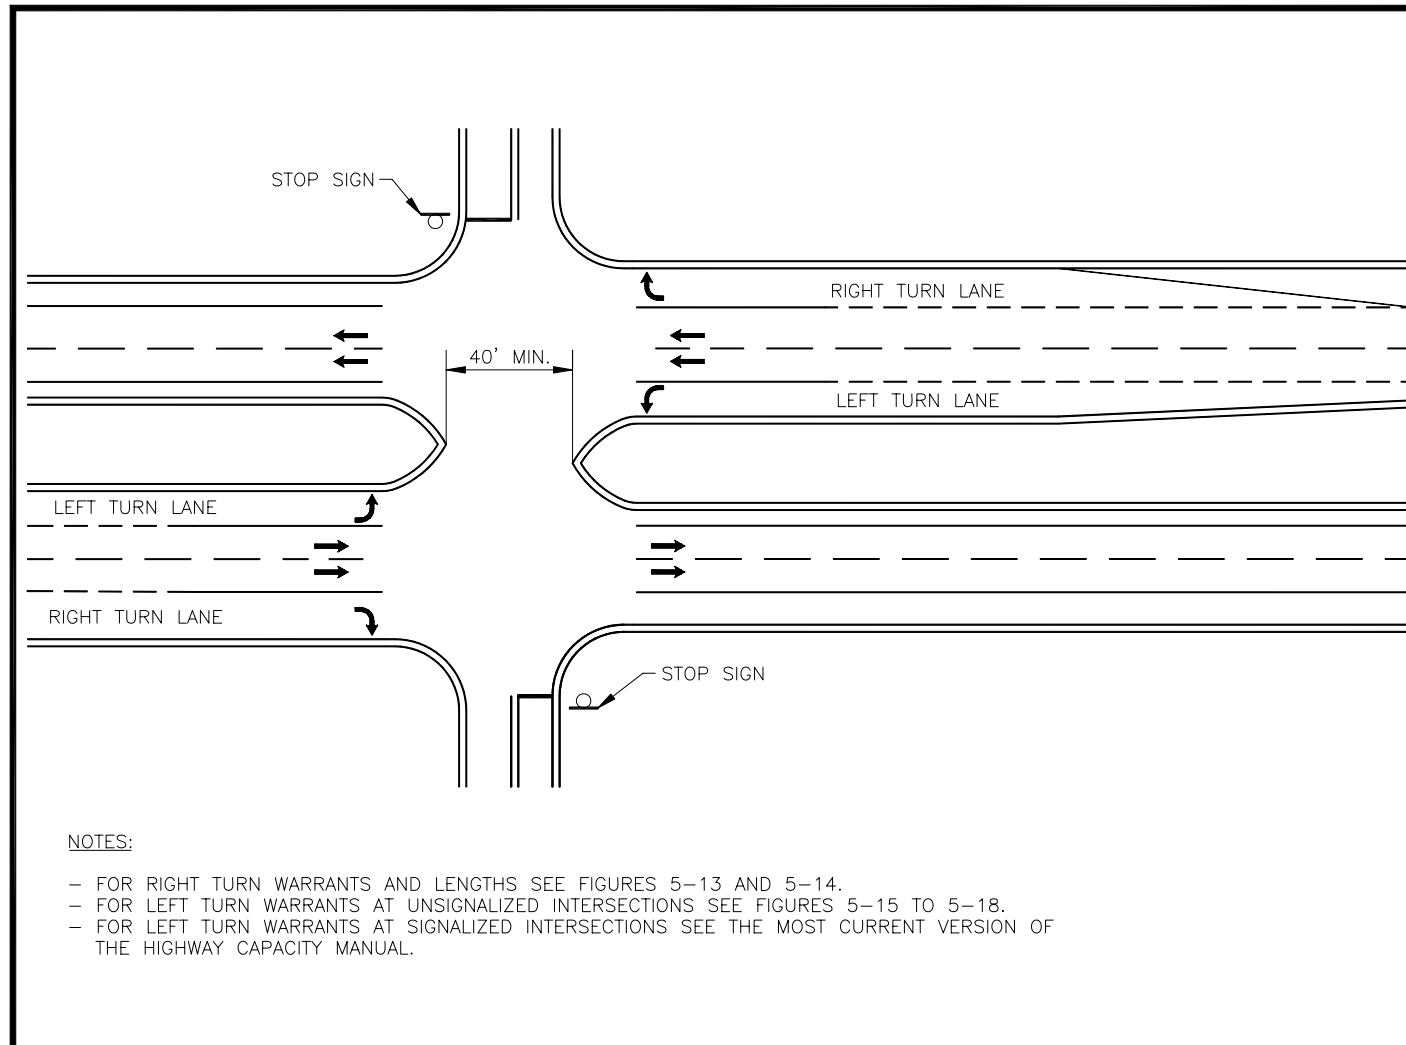 STOP SIGN
RIGHT TURN LANE
40' MIN.
LEFT TURN LANE
LEFT TURN LANE
RIGHT TURN LANE
STOP SIGN
NOTES:
– FOR RIGHT TURN WARRANTS AND LENGTHS SEE FIGURES 5–13 AND 5–14.
– FOR LEFT TURN WARRANTS AT UNSIGNALIZED INTERSECTIONS SEE FIGURES 5–15 TO 5–18.
– FOR LEFT TURN WARRANTS AT SIGNALIZED INTERSECTIONS SEE THE MOST CURRENT VERSION OF
THE HIGHWAY CAPACITY MANUAL.